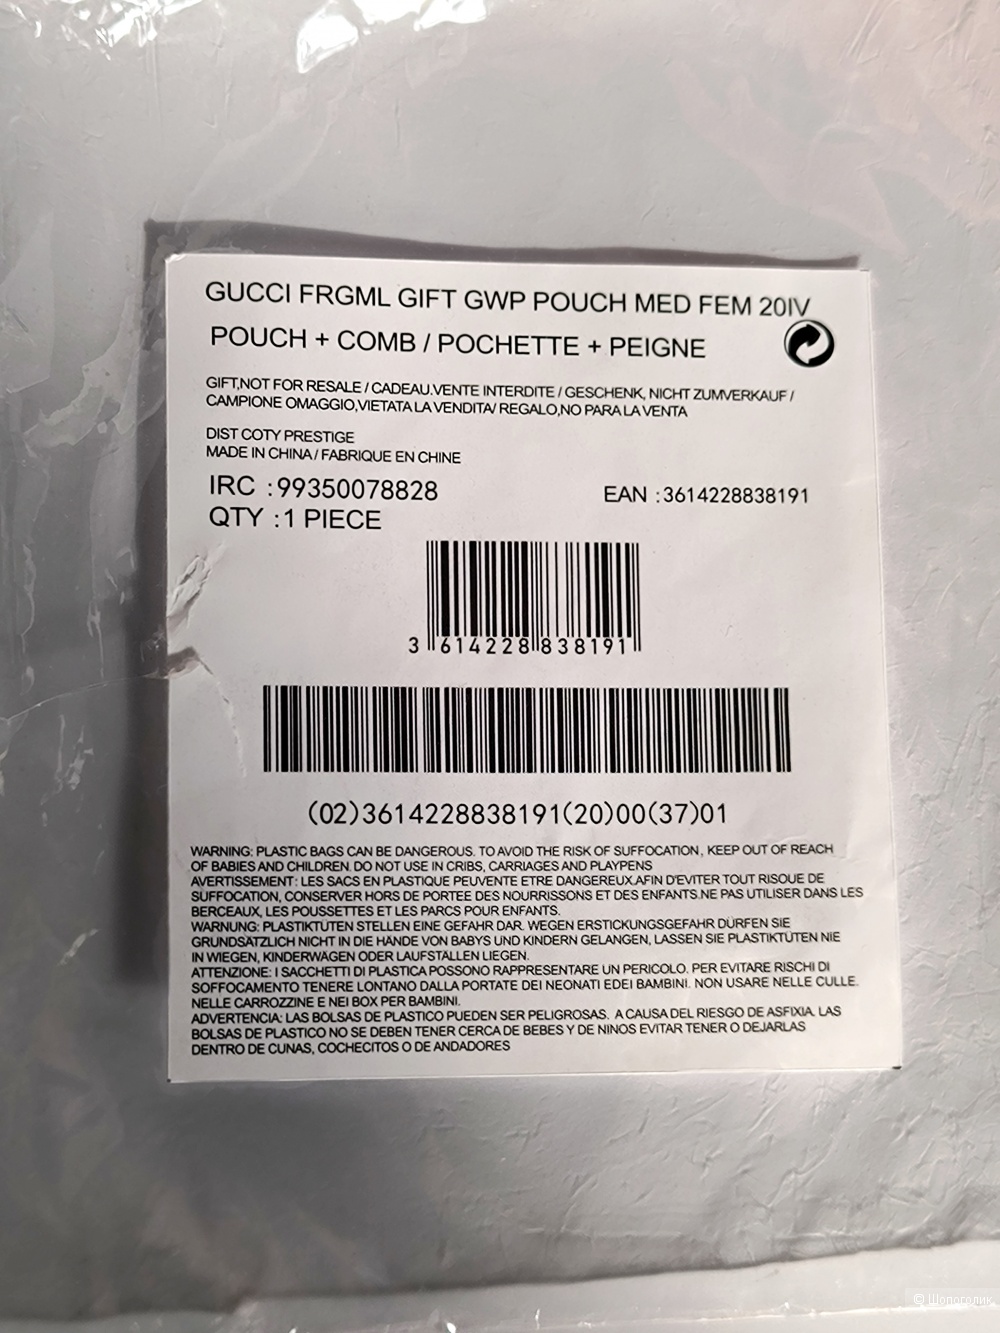 GUCCI FRGML GIFT GWP POUCH MED FEM 20IV
POUCH + COMB / POCHETTE + PEIGNE
GIFT,NOT FOR RESALE / CADEAU.VENTE INTERDITE / GESCHENK, NICHT ZUMVERKAUF /
CAMPIONE OMAGGIO,VIETATA LA VENDITA/ REGALO,NO PARA LA VENTA
DIST COTY PRESTIGE
MADE IN CHINA / FABRIQUE EN CHINE
IRC :99350078828
EAN :3614228838191
QTY :1 PIECE
3 614228 838191
(02)3614228838191(20)00(37)01
WARNING: PLASTIC BAGS CAN BE DANGEROUS. TO AVOID THE RISK OF SUFFOCATION, KEEP OUT OF REACH
OF BABIES AND CHILDREN. DO NOT USE IN CRIBS, CARRIAGES AND PLAYPENS
AVERTISSEMENT: LES SACS EN PLASTIQUE PEUVENTE ETRE DANGEREUX.AFIN D'EVITER TOUT RISOUE DE
SUFFOCATION, CONSERVER HORS DE PORTEE DES NOURRISSONS ET DES ENFANTS.NE PAS UTILISER DANS LES
BERCEAUX, LES POUSSETTES ET LES PARCS POUR ENFANTS.
WARNUNG: PLASTIKTÜTEN STELLEN EINE GEFAHR DAR. WEGEN ERSTICKUNGSGEFAHR DÜRFEN SIE
GRUNDSÄTZLICH NICHT IN DIE HÄNDE VON BABYS UND KINDERN GELANGEN, LASSEN SIE PLASTIKTÜTEN NIE
IN WIEGEN, KINDERWAGEN ODER LAUFSTALLEN LIEGEN.
ATTENZIONE: I SACCHETTI DI PLASTICA POSSONO RAPPRESENTARE UN PERICOLO. PER EVITARE RISCHI DI
SOFFOCAMENTO TENERE LONTANO DALLA PORTATE DEI NEONATI EDEI BAMBINI. NON USARE NELLE CULLE.
NELLE CARROZZINE E NEI BOX PER BAMBINI.
ADVERTENCIA: LAS BOLSAS DE PLASTICO PUEDEN SER PELIGROSAS. A CAUSA DEL RIESGO DE ASFIXIA. LAS
BOLSAS DE PLASTICO NO SE DEBEN TENER CERCA DE BEBES Y DE NINOS EVITAR TENER O DEJARLAS
DENTRO DE CUNAS, COCHECITOS O DE ANDADORES
© Шопоголик